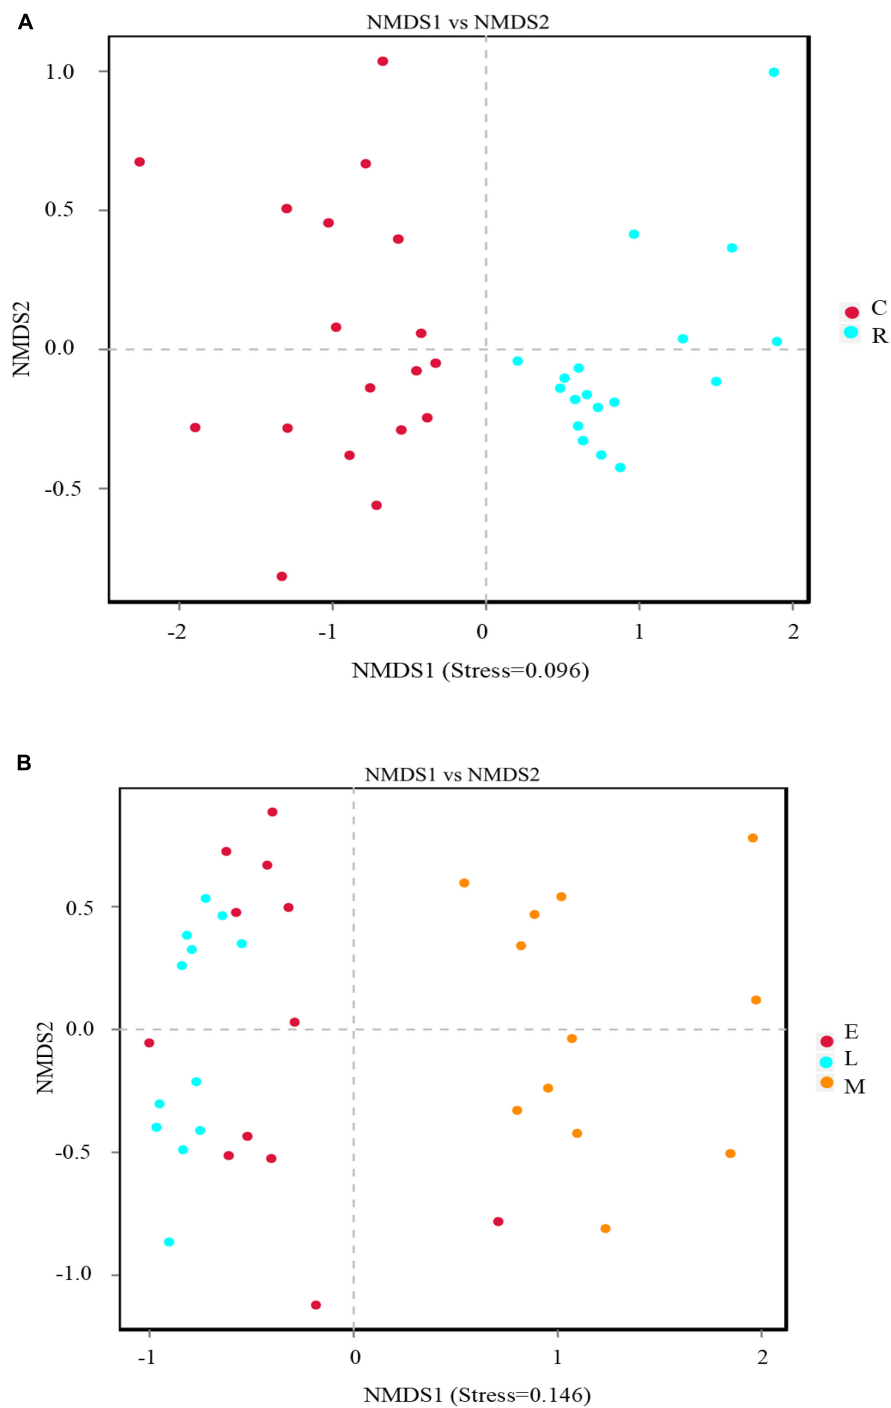 A
NMDS1 vs NMDS2
1.0
0.5
0.0
-0.5
NMDS2
C
R
-2 -1 0 1 2
NMDS1 (Stress=0.096)
B
NMDS1 vs NMDS2
0.5
0.0
-0.5
-1.0
NMDS2
E
L
M
-1 0 1 2
NMDS1 (Stress=0.146)